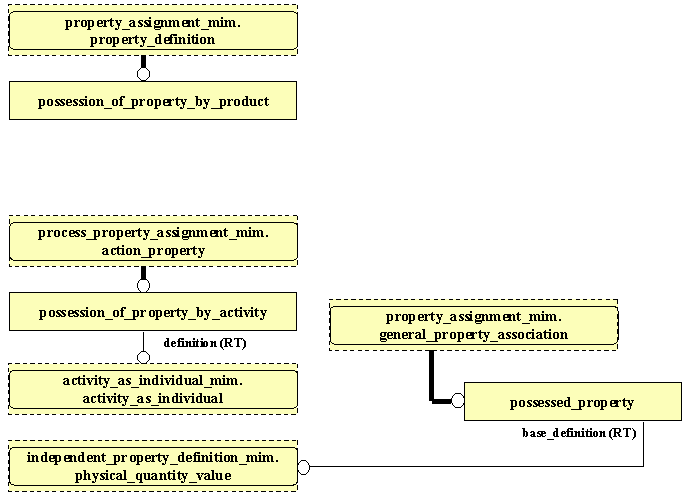 property_assignment_mim.
property_definition
possession_of_property_by_product
process_property_assignment_mim.
action_property
possession_of_property_by_activity
definition (RT)
activity_as_individual_mim.
activity_as_individual
property_assignment_mim.
general_property_association
possessed_property
base_definition (RT)
independent_property_definition_mim.
physical_quantity_value